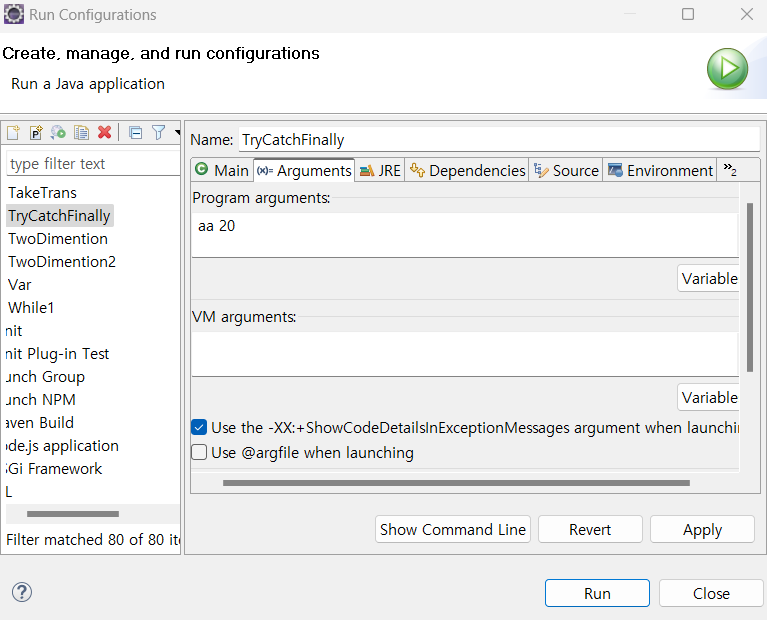 Run Configurations
Create, manage, and run configurations
Run a Java application
Name: TryCatchFinally
type filter text
Main (x)= Arguments JRE Dependencies Source Environment »2
TakeTrans
TryCatchFinally
TwoDimention
TwoDimention2
Var
While1
nit
nit Plug-in Test
unch Group
unch NPM
aven Build
de.js application
Gi Framework
L
Filter matched 80 of 80 ite
Program arguments:
aa 20
Variable
VM arguments:
Variable
Use the -XX:+ShowCodeDetailsInExceptionMessages argument when launchin
Use @argfile when launching
Show Command Line Revert Apply
? Run Close